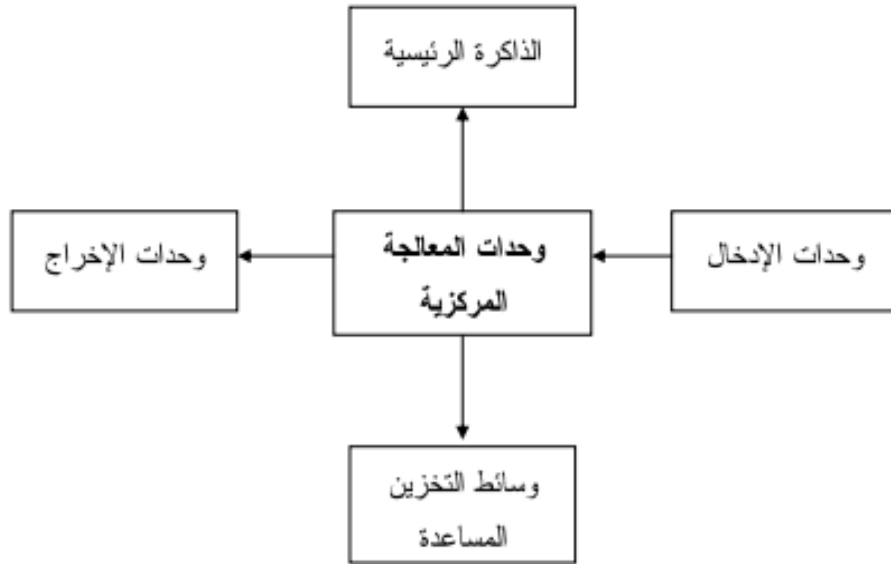 الذاكرة الرئيسية
وحدات الإدخال
وحدات المعالجة
المركزية
وحدات الإخراج
وسائط التخزين
المساعدة